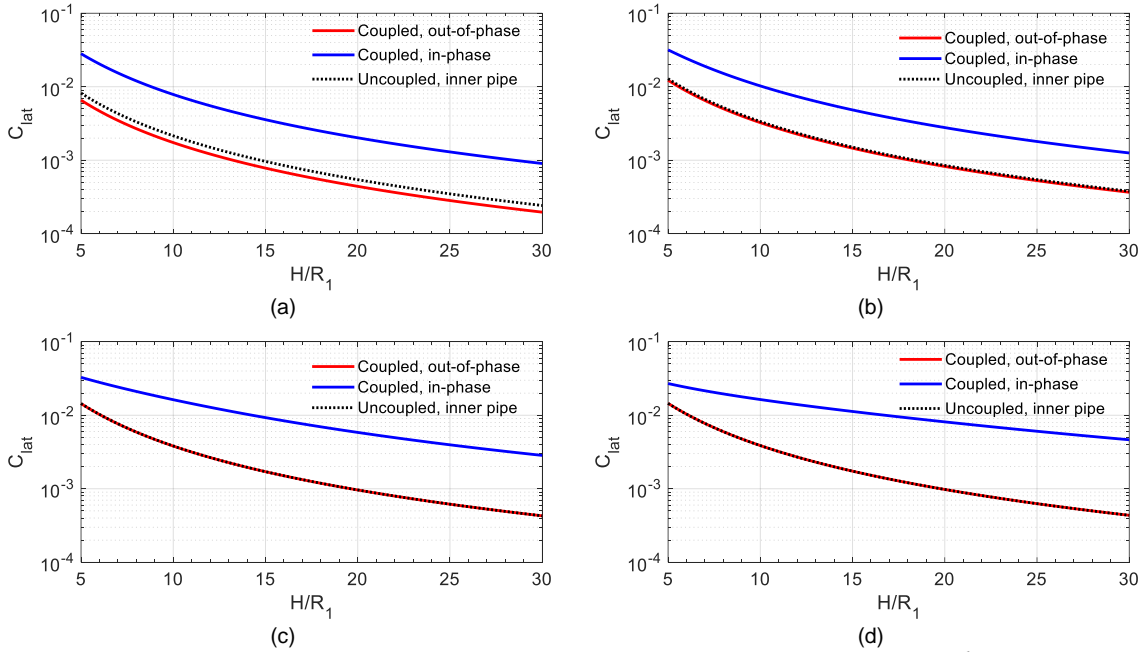 10^-1
10^-2
10^-3
10^-4
C_lat
Coupled, out-of-phase
Coupled, in-phase
Uncoupled, inner pipe
5 10 15 20 25 30
H/R_1
(a)
10^-1
10^-2
10^-3
10^-4
C_lat
Coupled, out-of-phase
Coupled, in-phase
Uncoupled, inner pipe
5 10 15 20 25 30
H/R_1
(b)
10^-1
10^-2
10^-3
10^-4
C_lat
Coupled, out-of-phase
Coupled, in-phase
Uncoupled, inner pipe
5 10 15 20 25 30
H/R_1
(c)
10^-1
10^-2
10^-3
10^-4
C_lat
Coupled, out-of-phase
Coupled, in-phase
Uncoupled, inner pipe
5 10 15 20 25 30
H/R_1
(d)